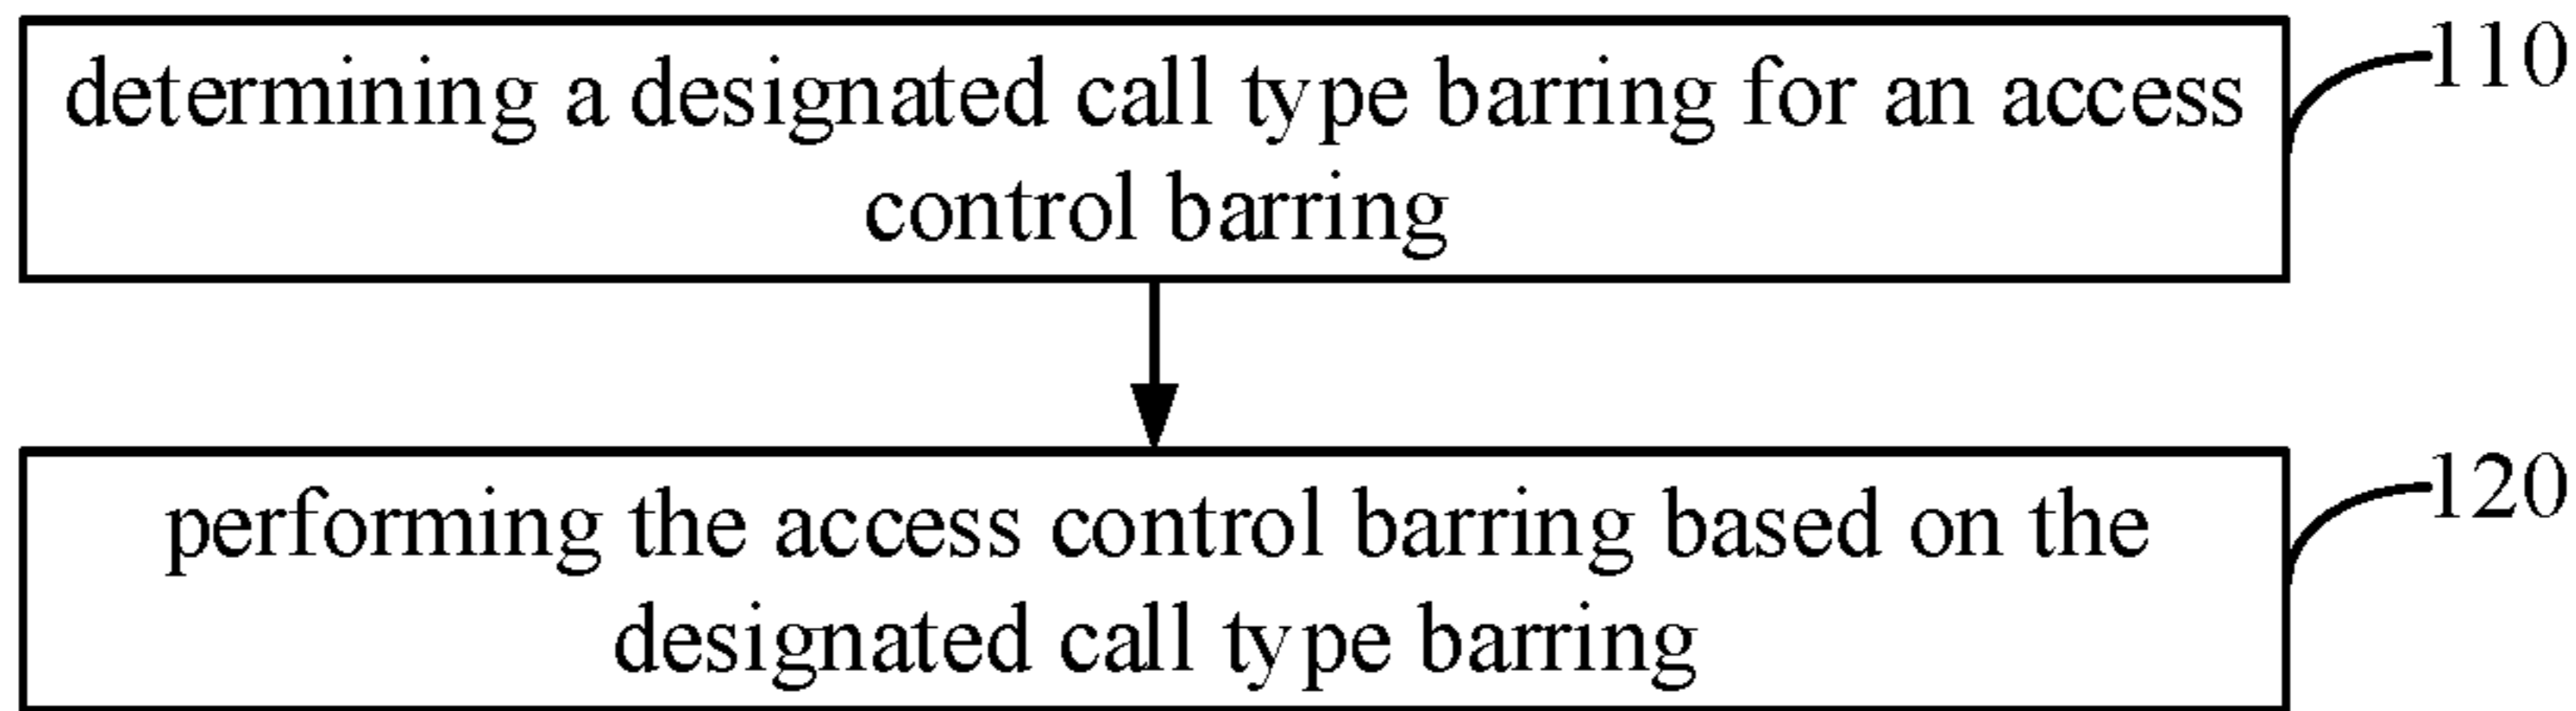 determining a designated call type barring for an access
control barring
110
performing the access control barring based on the
designated call type barring
120